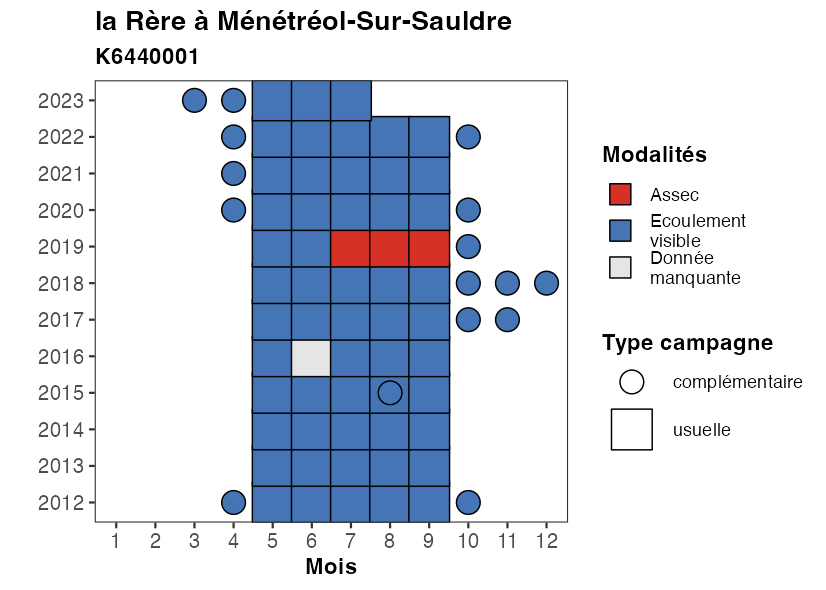 la Rère à Ménétréol-Sur-Sauldre
K6440001
2023
2022
2021
2020
2019
2018
2017
2016
2015
2014
2013
2012
1 2 3 4 5 6 7 8 9 10 11 12
Mois
Modalités
Assec
Ecoulement
visible
Donnée
manquante
Type campagne
complémentaire
usuelle